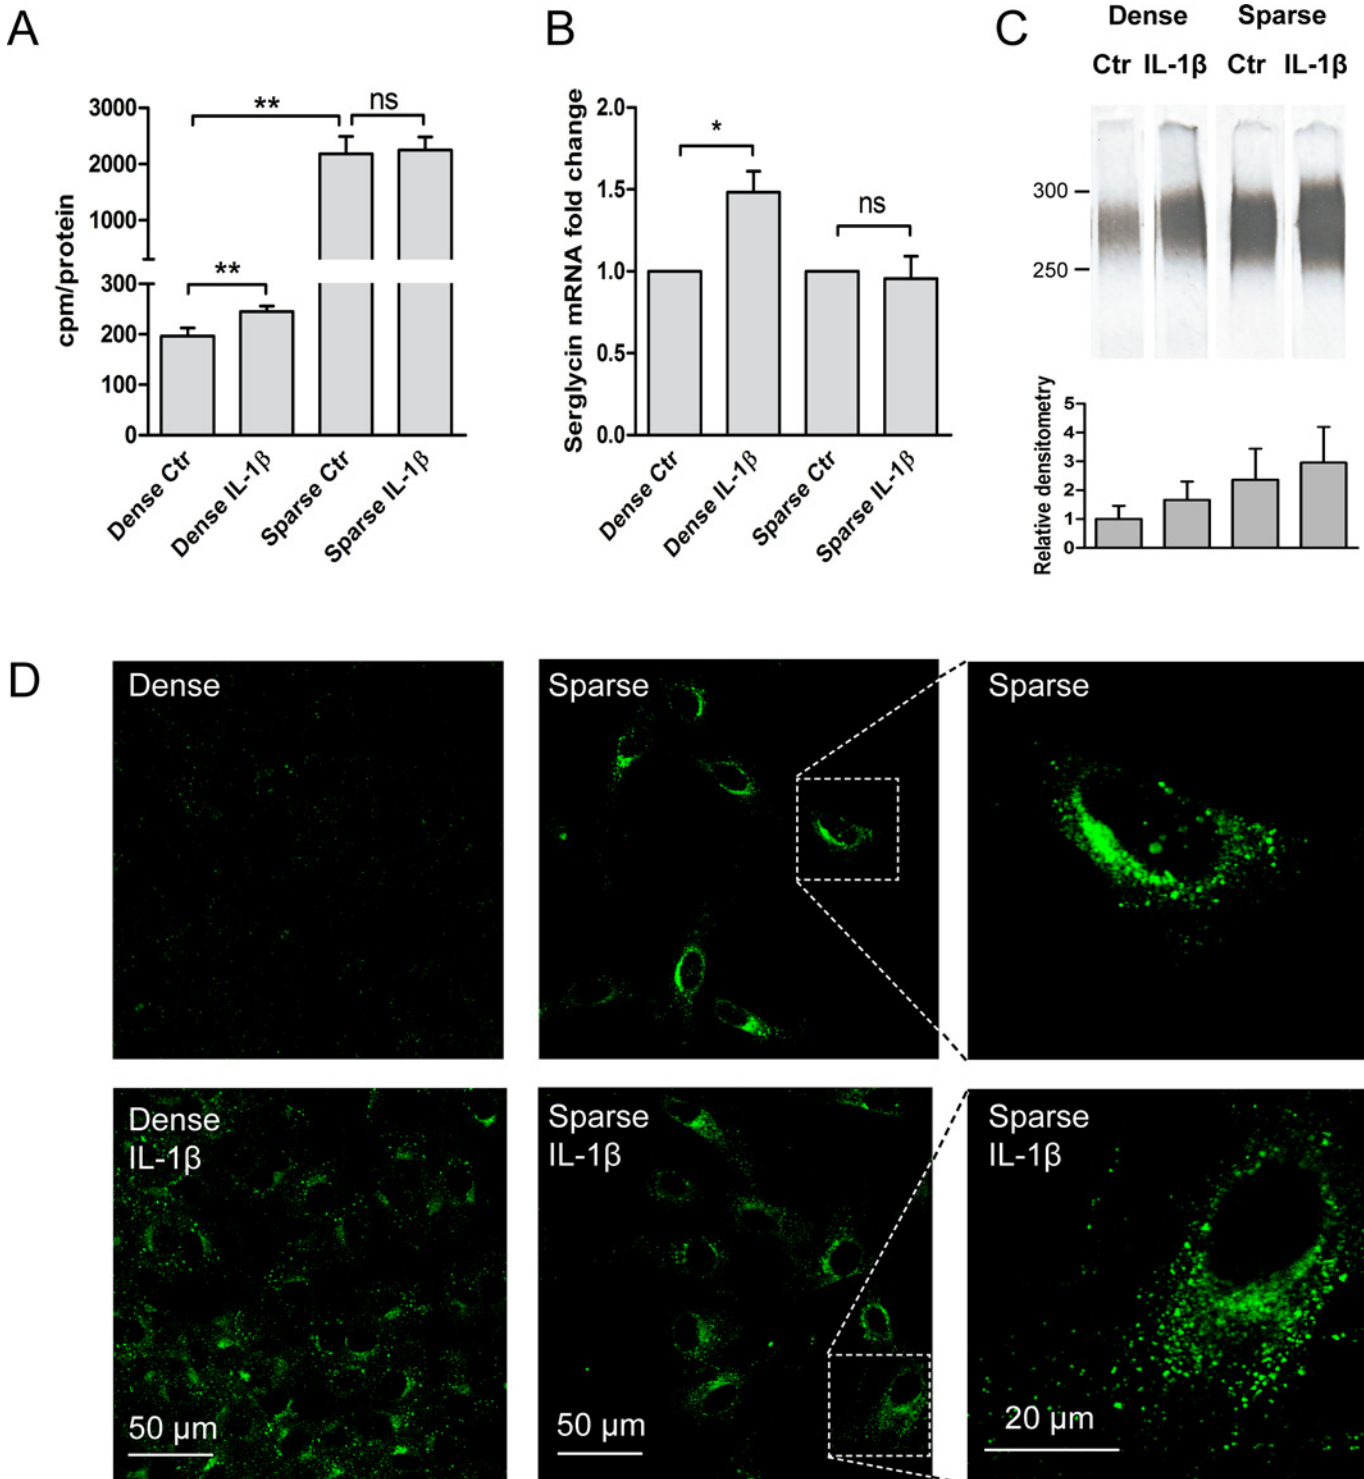 A
cpm/protein
3000
2000
1000
300
200
100
0
**
**
ns
Dense Ctr
Dense IL-1β
Sparse Ctr
Sparse IL-1β
B
Serglycin mRNA fold change
2.0
1.5
1.0
0.5
0.0
*
ns
Dense Ctr
Dense IL-1β
Sparse Ctr
Sparse IL-1β
C
Dense Sparse
Ctr IL-1β Ctr IL-1β
300
250
Relative densitometry
5
4
3
2
1
0
D
Dense
Sparse
Sparse
Dense
IL-1β
50 μm
Sparse
IL-1β
50 μm
Sparse
IL-1β
20 μm